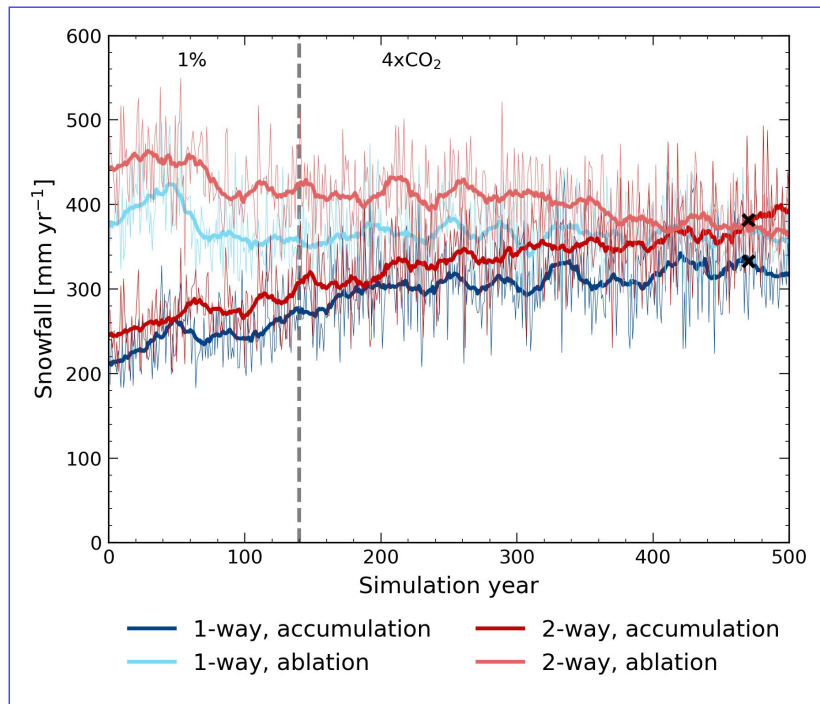 600
500
400
300
200
100
0
Snowfall [mm yr⁻¹]
1%
4xCO₂
0 100 200 300 400 500
Simulation year
1-way, accumulation 2-way, accumulation
1-way, ablation 2-way, ablation